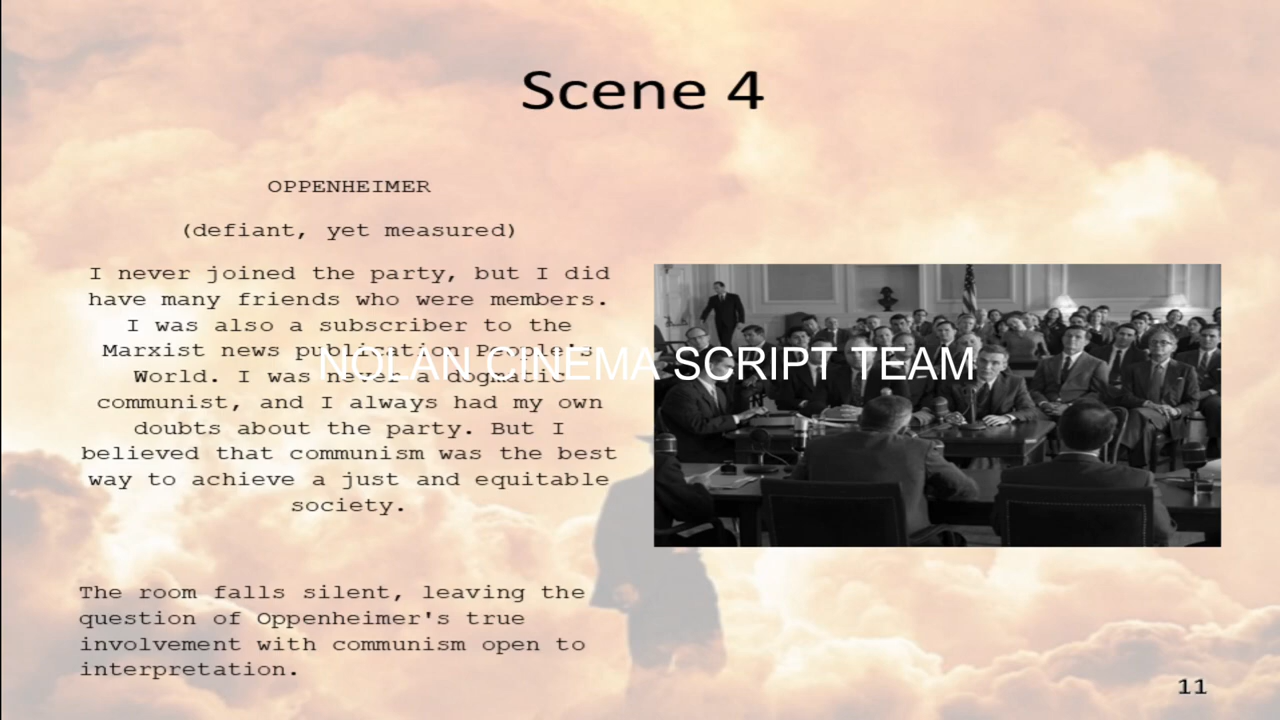 Scene 4
OPPENHEIMER
(defiant, yet measured)
I never joined the party, but I did
have many friends who were members.
I was also a subscriber to the
Marxist news publication People's
World. I was never a dogmatic
communist, and I always had my own
doubts about the party. But I
believed that communism was the best
way to achieve a just and equitable
society.
NOLAN CINEMA SCRIPT TEAM
The room falls silent, leaving the
question of Oppenheimer's true
involvement with communism open to
interpretation.
11